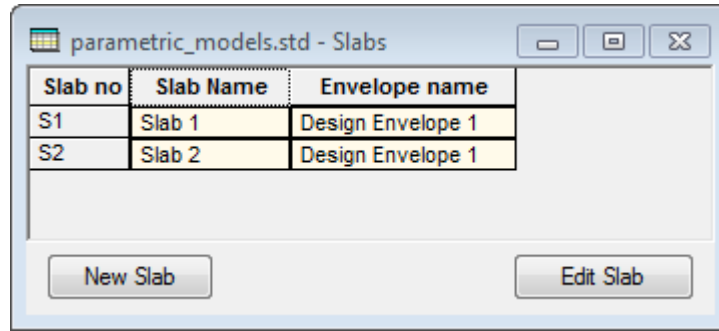 parametric_models.std - Slabs
Slab no Slab Name Envelope name
S1 Slab 1 Design Envelope 1
S2 Slab 2 Design Envelope 1
New Slab Edit Slab